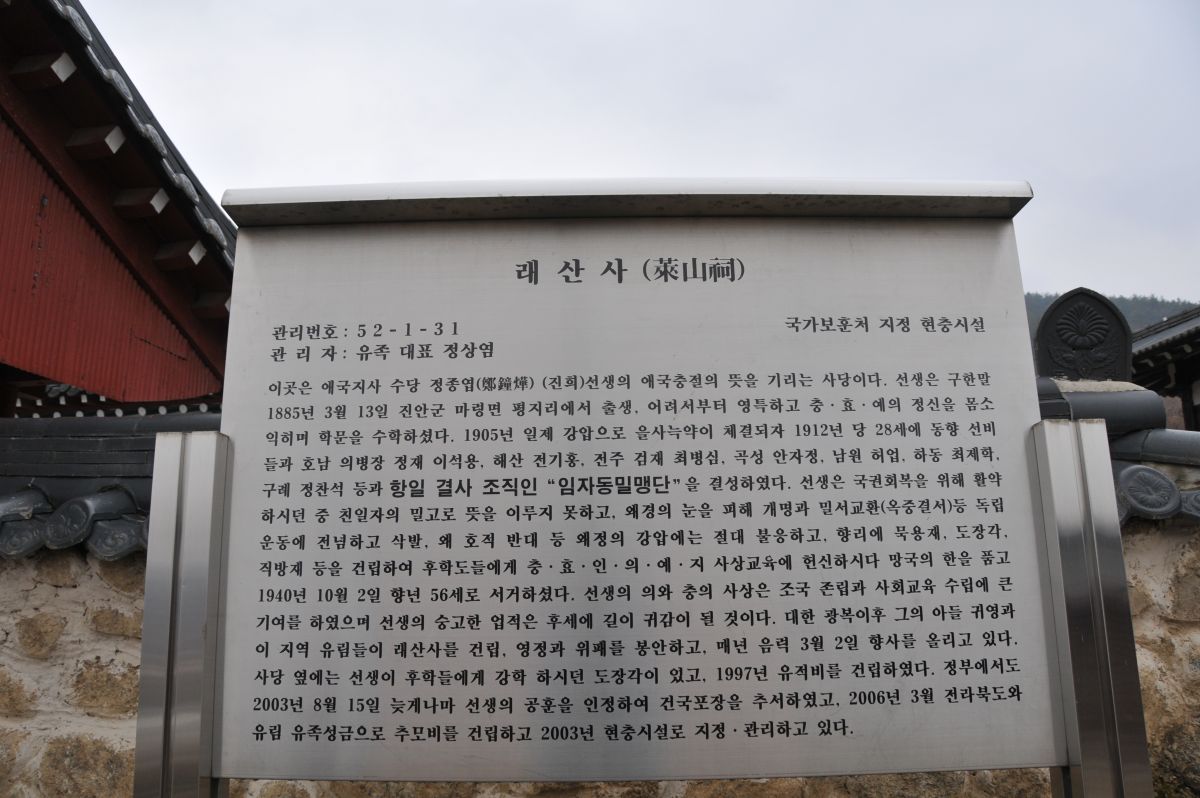 래 산 사 (萊山祠)
관리번호 : 5 2 - 1 - 3 1
국가보훈처 지정 현충시설
관 리 자 : 유족 대표 정상염
이곳은 애국지사 수당 정종엽(鄭鐘燁) (진희)선생의 애국충절의 뜻을 기리는 사당이다. 선생은 구한말
1885년 3월 13일 진안군 마령면 평지리에서 출생, 어려서부터 영특하고 충·효·예의 정신을 몸소
익히며 학문을 수학하셨다. 1905년 일제 강압으로 을사늑약이 체결되자 1912년 당 28세에 동향 선비
들과 호남 의병장 정재 이석용, 해산 전기홍, 전주 검재 최병심, 곡성 안자정, 남원 허업, 하동 최제학,
구례 정찬석 등과 항일 결사 조직인 "임자동밀맹단"을 결성하였다. 선생은 국권회복을 위해 활약
하시던 중 친일자의 밀고로 뜻을 이루지 못하고, 왜경의 눈을 피해 개명과 밀서교환(옥중결서)등 독립
운동에 전념하고 삭발, 왜 호적 반대 등 왜정의 강압에는 절대 불응하고, 향리에 묵용재, 도장각,
직방재 등을 건립하여 후학도들에게 충·효·인·의·예·지 사상교육에 헌신하시다 망국의 한을 품고
1940년 10월 2일 향년 56세로 서거하셨다. 선생의 의와 충의 사상은 조국 존립과 사회교육 수립에 큰
기여를 하였으며 선생의 숭고한 업적은 후세에 길이 귀감이 될 것이다. 대한 광복이후 그의 아들 귀영과
이 지역 유림들이 래산사를 건립, 영정과 위패를 봉안하고, 매년 음력 3월 2일 향사를 올리고 있다.
사당 옆에는 선생이 후학들에게 강학 하시던 도장각이 있고, 1997년 유적비를 건립하였다. 정부에서도
2003년 8월 15일 늦게나마 선생의 공훈을 인정하여 건국포장을 추서하였고, 2006년 3월 전라북도와
유림 유족성금으로 추모비를 건립하고 2003년 현충시설로 지정·관리하고 있다.